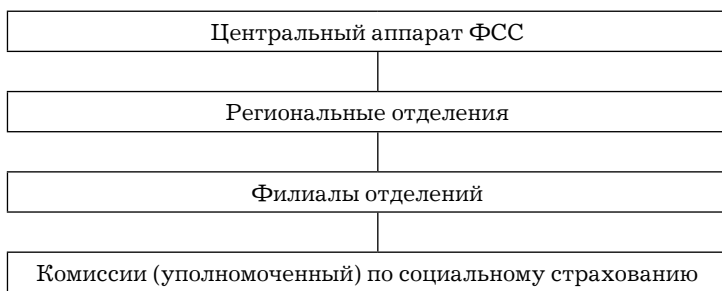 Центральный аппарат ФСС
Региональные отделения
Филиалы отделений
Комиссии (уполномоченный) по социальному страхованию